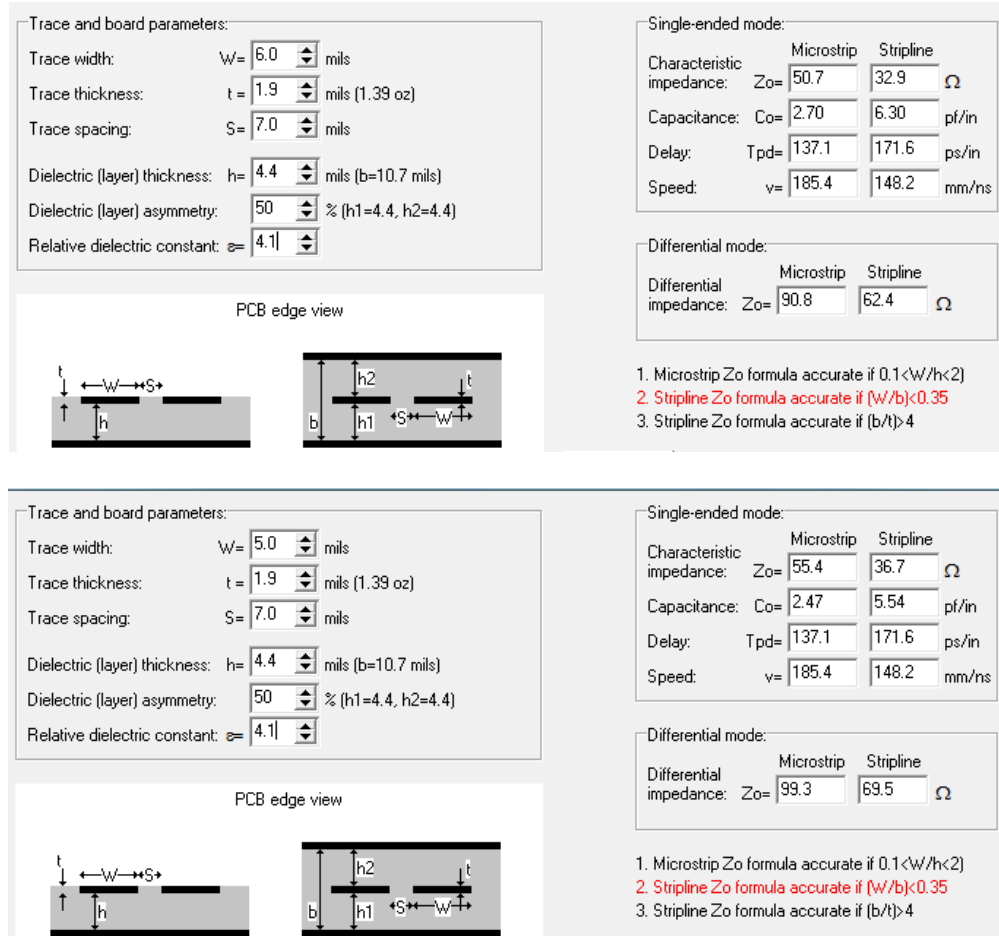 Trace and board parameters:
Trace width: W= 6.0 mils
Trace thickness: t = 1.9 mils (1.39 oz)
Trace spacing: S= 7.0 mils
Dielectric (layer) thickness: h= 4.4 mils (b=10.7 mils)
Dielectric (layer) asymmetry: 50 % (h1=4.4, h2=4.4)
Relative dielectric constant: ε= 4.1
PCB edge view
t W S h
b h2 h1 S W t
Single-ended mode:
Microstrip Stripline
Characteristic
impedance: Zo= 50.7 32.9 Ω
Capacitance: Co= 2.70 6.30 pf/in
Delay: Tpd= 137.1 171.6 ps/in
Speed: v= 185.4 148.2 mm/ns
Differential mode:
Microstrip Stripline
Differential
impedance: Zo= 90.8 62.4 Ω
1. Microstrip Zo formula accurate if 0.1<W/h<2)
2. Stripline Zo formula accurate if (W/b)<0.35
3. Stripline Zo formula accurate if (b/t)>4
Trace and board parameters:
Trace width: W= 5.0 mils
Trace thickness: t = 1.9 mils (1.39 oz)
Trace spacing: S= 7.0 mils
Dielectric (layer) thickness: h= 4.4 mils (b=10.7 mils)
Dielectric (layer) asymmetry: 50 % (h1=4.4, h2=4.4)
Relative dielectric constant: ε= 4.1
PCB edge view
t W S h
b h2 h1 S W t
Single-ended mode:
Microstrip Stripline
Characteristic
impedance: Zo= 55.4 36.7 Ω
Capacitance: Co= 2.47 5.54 pf/in
Delay: Tpd= 137.1 171.6 ps/in
Speed: v= 185.4 148.2 mm/ns
Differential mode:
Microstrip Stripline
Differential
impedance: Zo= 99.3 69.5 Ω
1. Microstrip Zo formula accurate if 0.1<W/h<2)
2. Stripline Zo formula accurate if (W/b)<0.35
3. Stripline Zo formula accurate if (b/t)>4